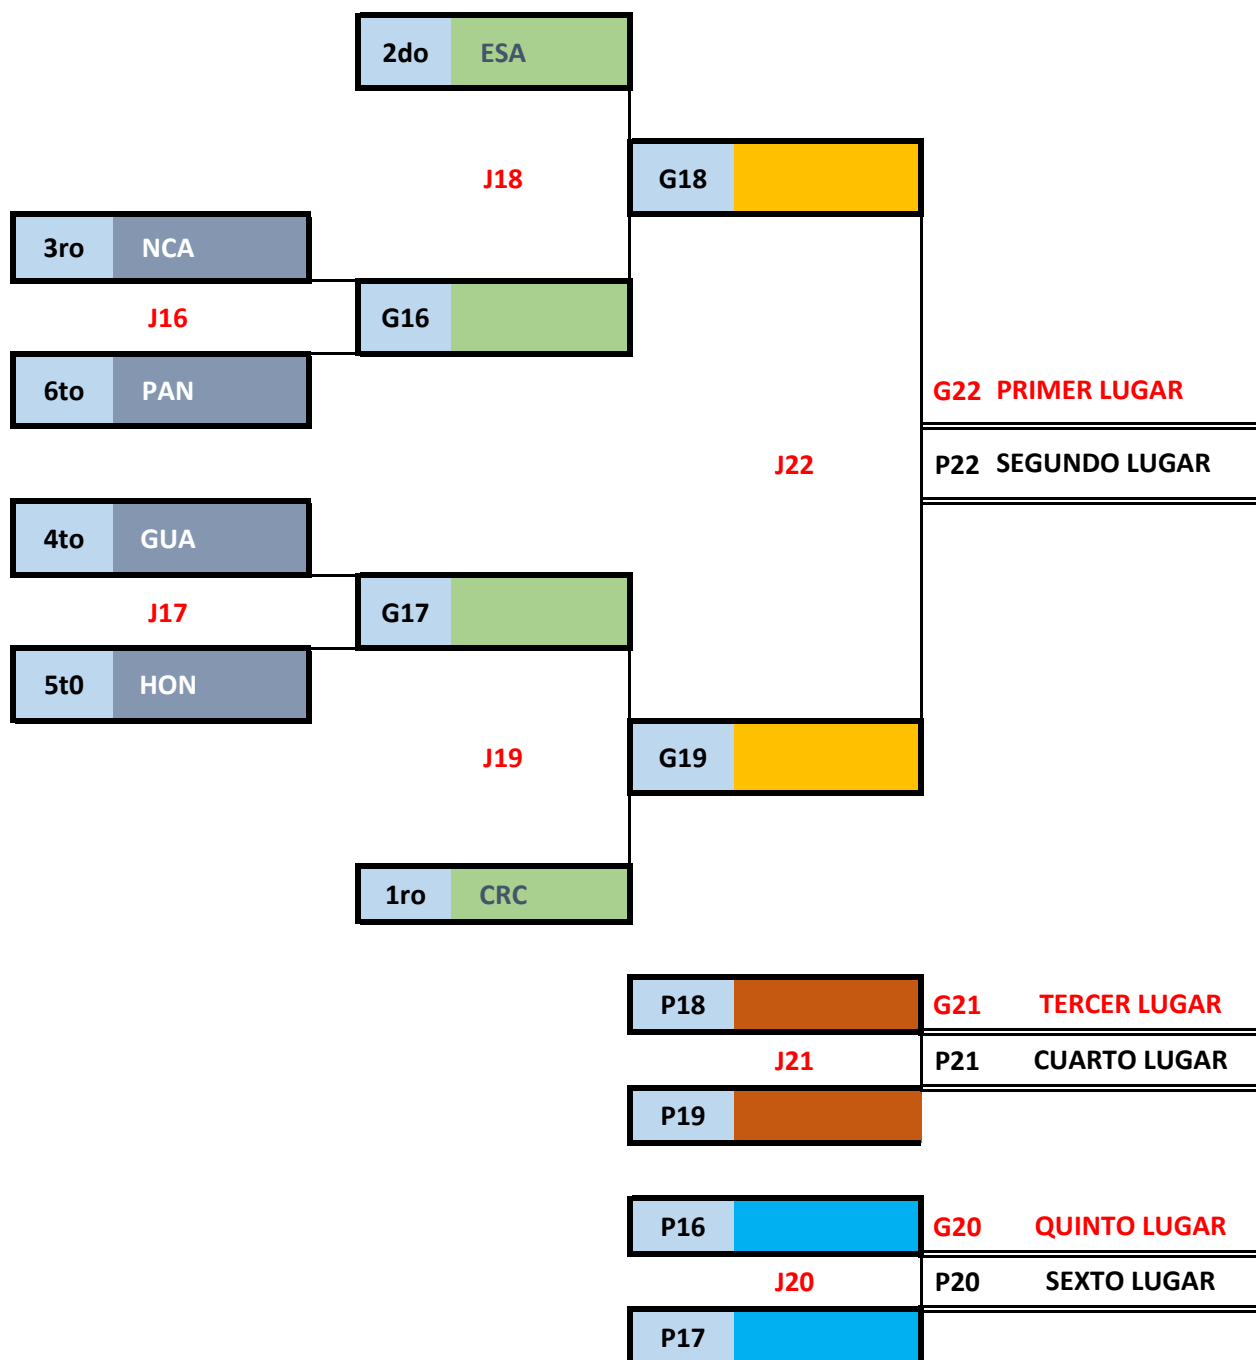 2do ESA
J18 G18
3ro NCA
J16 G16
6to PAN
G22 PRIMER LUGAR
J22 P22 SEGUNDO LUGAR
4to GUA
J17 G17
5t0 HON
J19 G19
1ro CRC
P18 G21 TERCER LUGAR
J21 P21 CUARTO LUGAR
P19
P16 G20 QUINTO LUGAR
J20 P20 SEXTO LUGAR
P17